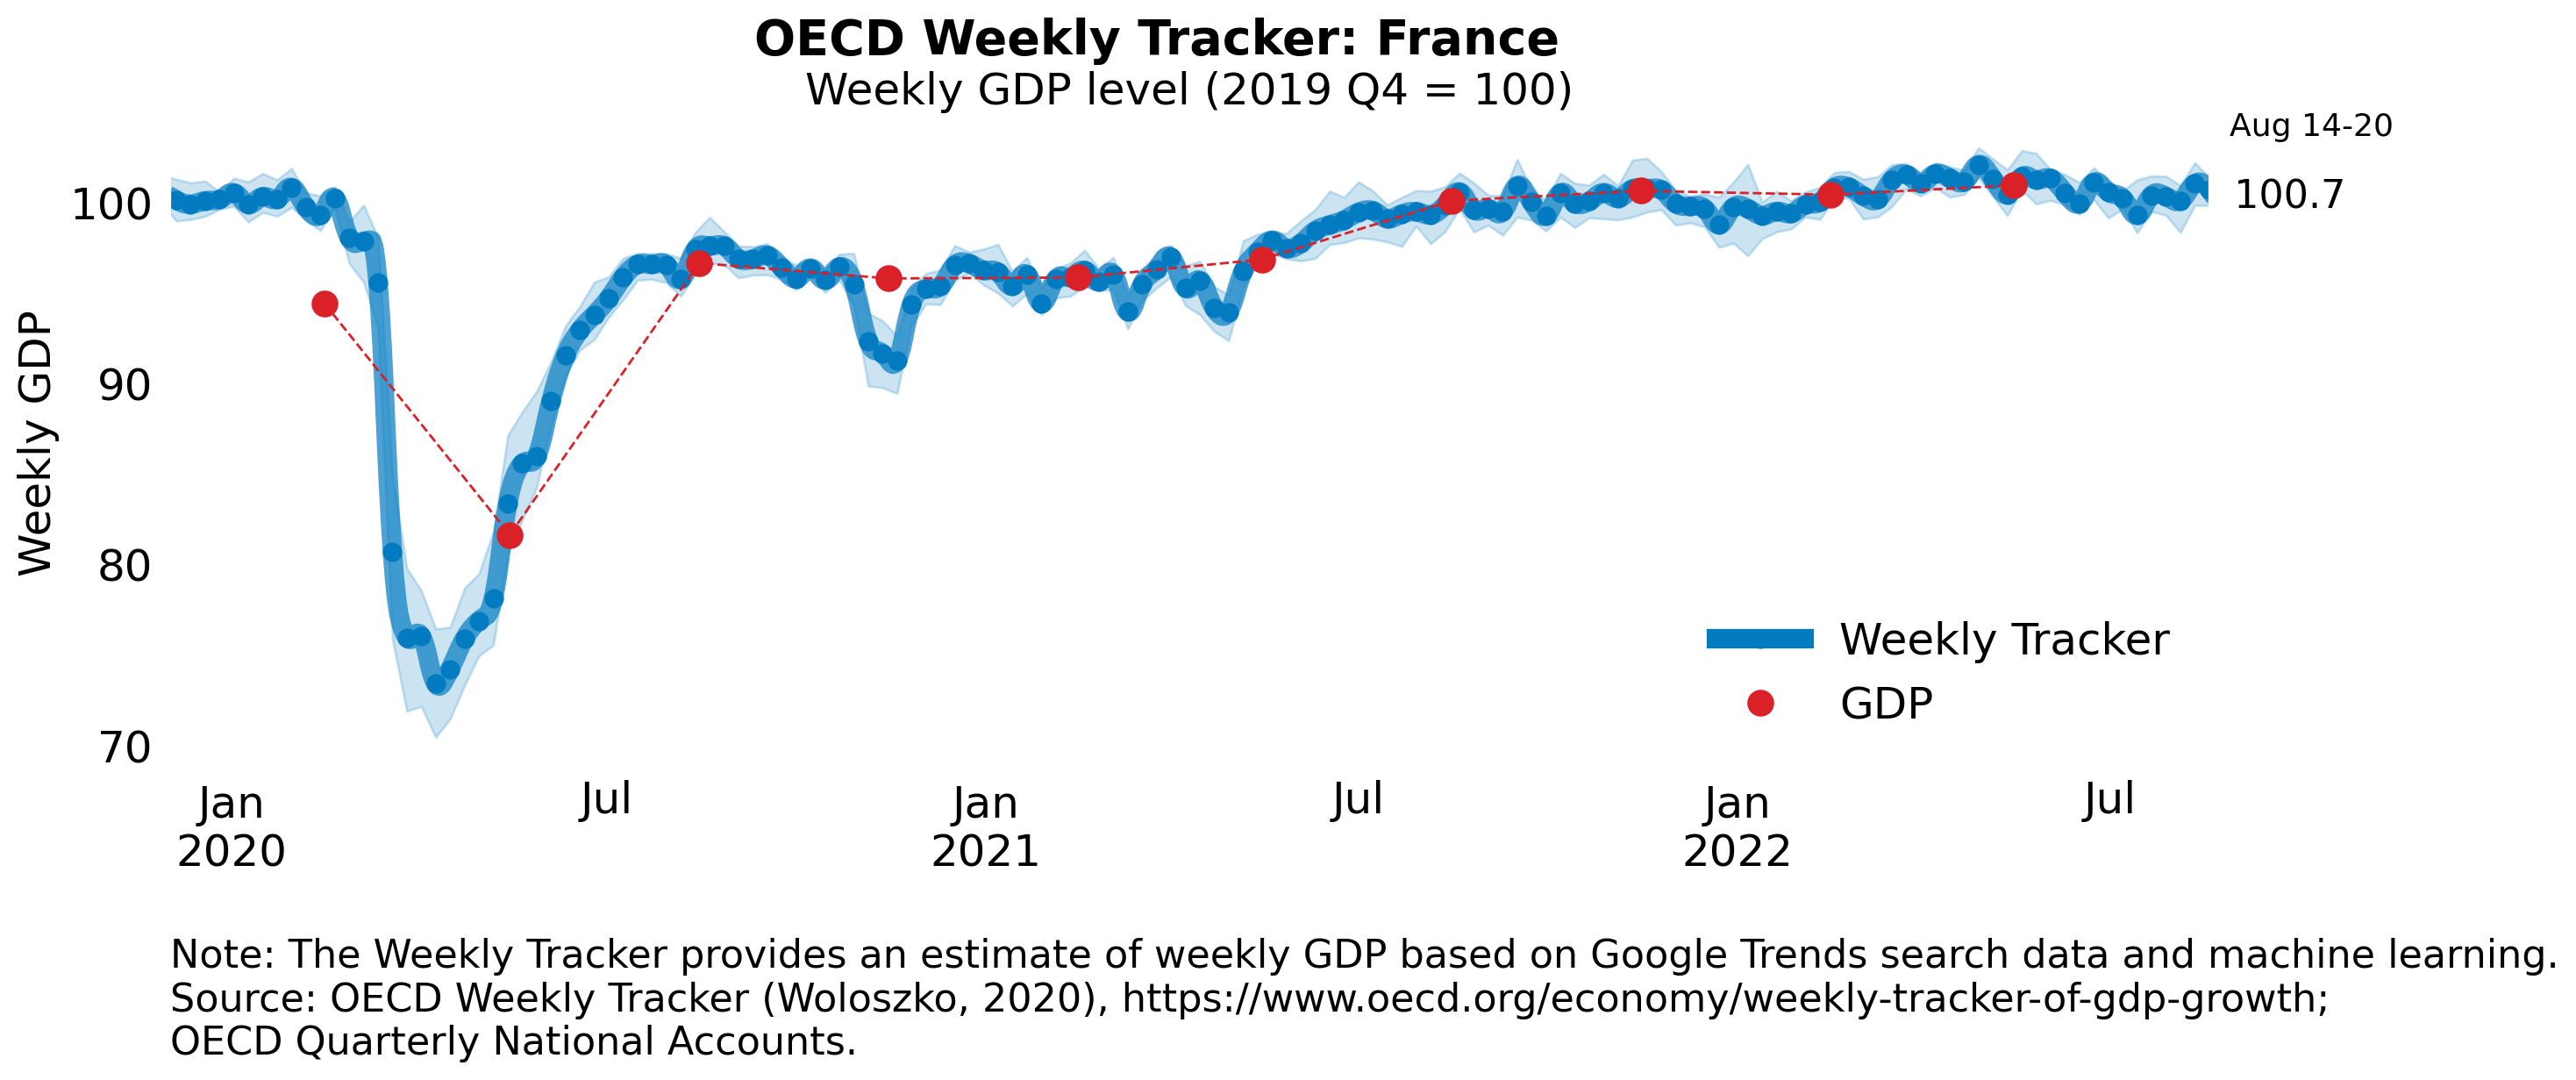 OECD Weekly Tracker: France
Weekly GDP level (2019 Q4 = 100)
Aug 14-20
100.7
Weekly GDP
100
90
80
70
Weekly Tracker
GDP
Jan
2020
Jul
Jan
2021
Jul
Jan
2022
Jul
Note: The Weekly Tracker provides an estimate of weekly GDP based on Google Trends search data and machine learning.
Source: OECD Weekly Tracker (Woloszko, 2020), https://www.oecd.org/economy/weekly-tracker-of-gdp-growth;
OECD Quarterly National Accounts.